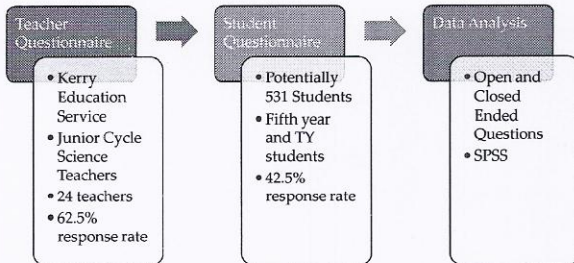 Teacher
Questionnaire
• Kerry
Education
Service
• Junior Cycle
Science
Teachers
• 24 teachers
• 62.5%
response rate
Student
Questionnaire
• Potentially
531 Students
• Fifth year
and TY
students
• 42.5%
response rate
Data Analysis
• Open and
Closed
Ended
Questions
• SPSS